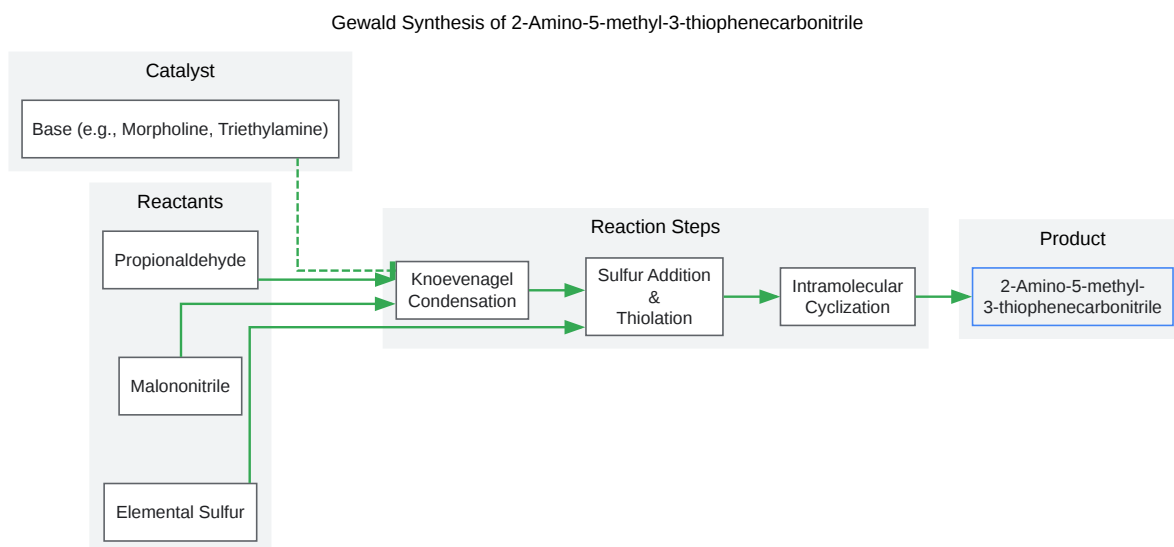 Gewald Synthesis of 2-Amino-5-methyl-3-thiophenecarbonitrile
Catalyst
Base (e.g., Morpholine, Triethylamine)
Reactants
Propionaldehyde
Malononitrile
Elemental Sulfur
Reaction Steps
Knoevenagel
Condensation
Sulfur Addition
&
Thiolation
Intramolecular
Cyclization
Product
2-Amino-5-methyl-
3-thiophenecarbonitrile